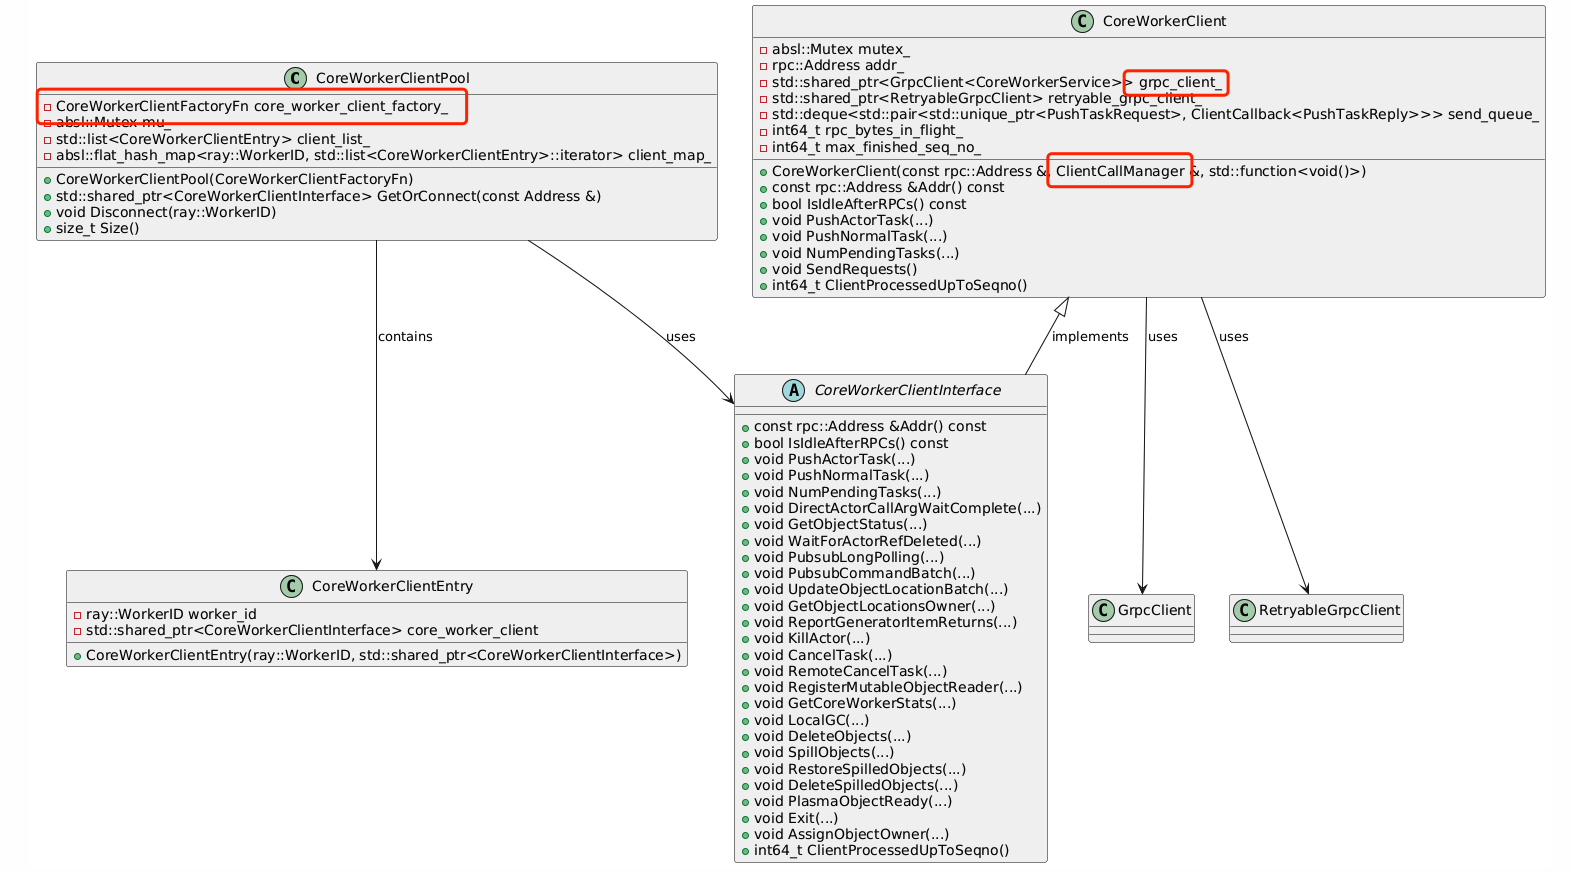 C CoreWorkerClientPool
CoreWorkerClientFactoryFn core_worker_client_factory_
absl::Mutex mu_
std::list<CoreWorkerClientEntry> client_list_
absl::flat_hash_map<ray::WorkerID, std::list<CoreWorkerClientEntry>::iterator> client_map_
CoreWorkerClientPool(CoreWorkerClientFactoryFn)
std::shared_ptr<CoreWorkerClientInterface> GetOrConnect(const Address &)
void Disconnect(ray::WorkerID)
size_t Size()
C CoreWorkerClient
absl::Mutex mutex_
rpc::Address addr_
std::shared_ptr<GrpcClient<CoreWorkerService>> grpc_client_
std::shared_ptr<RetryableGrpcClient> retryable_grpc_client_
std::deque<std::pair<std::unique_ptr<PushTaskRequest>, ClientCallback<PushTaskReply>>> send_queue_
int64_t rpc_bytes_in_flight_
int64_t max_finished_seq_no_
CoreWorkerClient(const rpc::Address &, ClientCallManager &, std::function<void()>)
const rpc::Address &Addr() const
bool IsIdleAfterRPCs() const
void PushActorTask(...)
void PushNormalTask(...)
void NumPendingTasks(...)
void SendRequests()
int64_t ClientProcessedUpToSeqno()
contains
uses
implements
uses
uses
A CoreWorkerClientInterface
const rpc::Address &Addr() const
bool IsIdleAfterRPCs() const
void PushActorTask(...)
void PushNormalTask(...)
void NumPendingTasks(...)
void DirectActorCallArgWaitComplete(...)
void GetObjectStatus(...)
void WaitForActorRefDeleted(...)
void PubsubLongPolling(...)
void PubsubCommandBatch(...)
void UpdateObjectLocationBatch(...)
void GetObjectLocationsOwner(...)
void ReportGeneratorItemReturns(...)
void KillActor(...)
void CancelTask(...)
void RemoteCancelTask(...)
void RegisterMutableObjectReader(...)
void GetCoreWorkerStats(...)
void LocalGC(...)
void DeleteObjects(...)
void SpillObjects(...)
void RestoreSpilledObjects(...)
void DeleteSpilledObjects(...)
void PlasmaObjectReady(...)
void Exit(...)
void AssignObjectOwner(...)
int64_t ClientProcessedUpToSeqno()
C CoreWorkerClientEntry
ray::WorkerID worker_id
std::shared_ptr<CoreWorkerClientInterface> core_worker_client
CoreWorkerClientEntry(ray::WorkerID, std::shared_ptr<CoreWorkerClientInterface>)
C GrpcClient
C RetryableGrpcClient